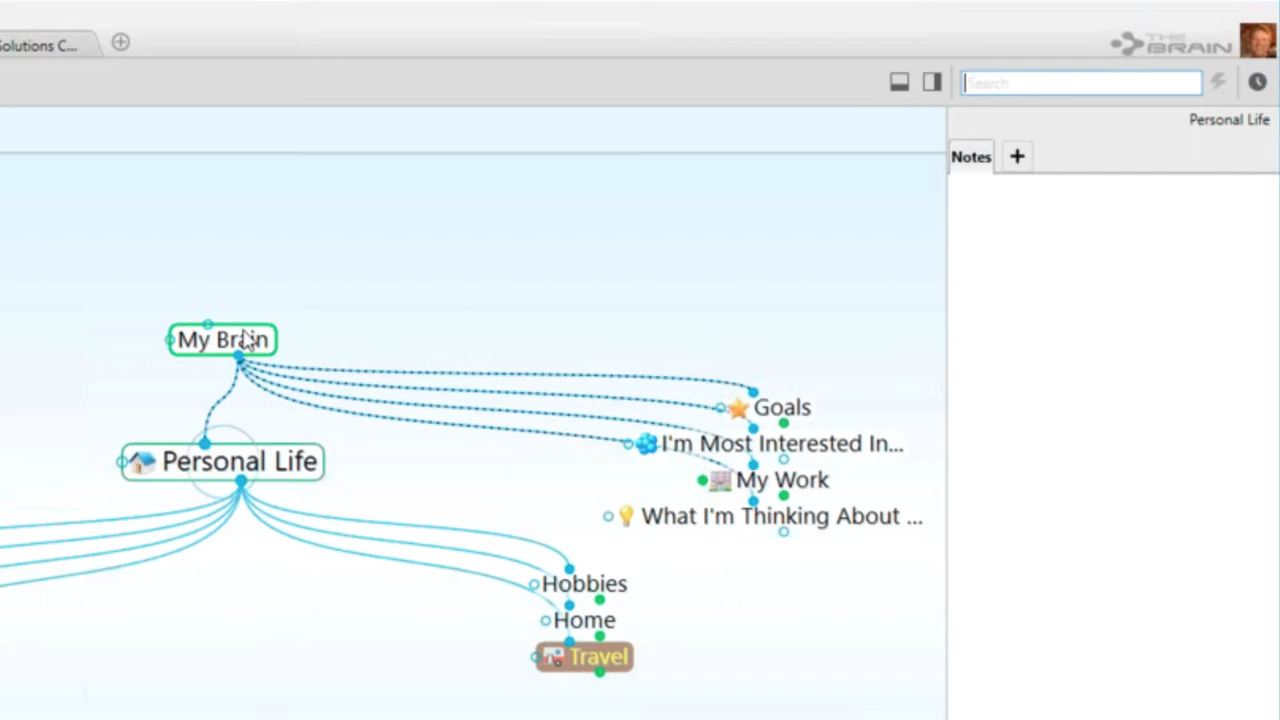 Solutions C...
THE
BRAIN
Search
Personal Life
Notes
My Brain
Goals
I'm Most Interested In...
Personal Life
My Work
What I'm Thinking About ...
Hobbies
Home
Travel